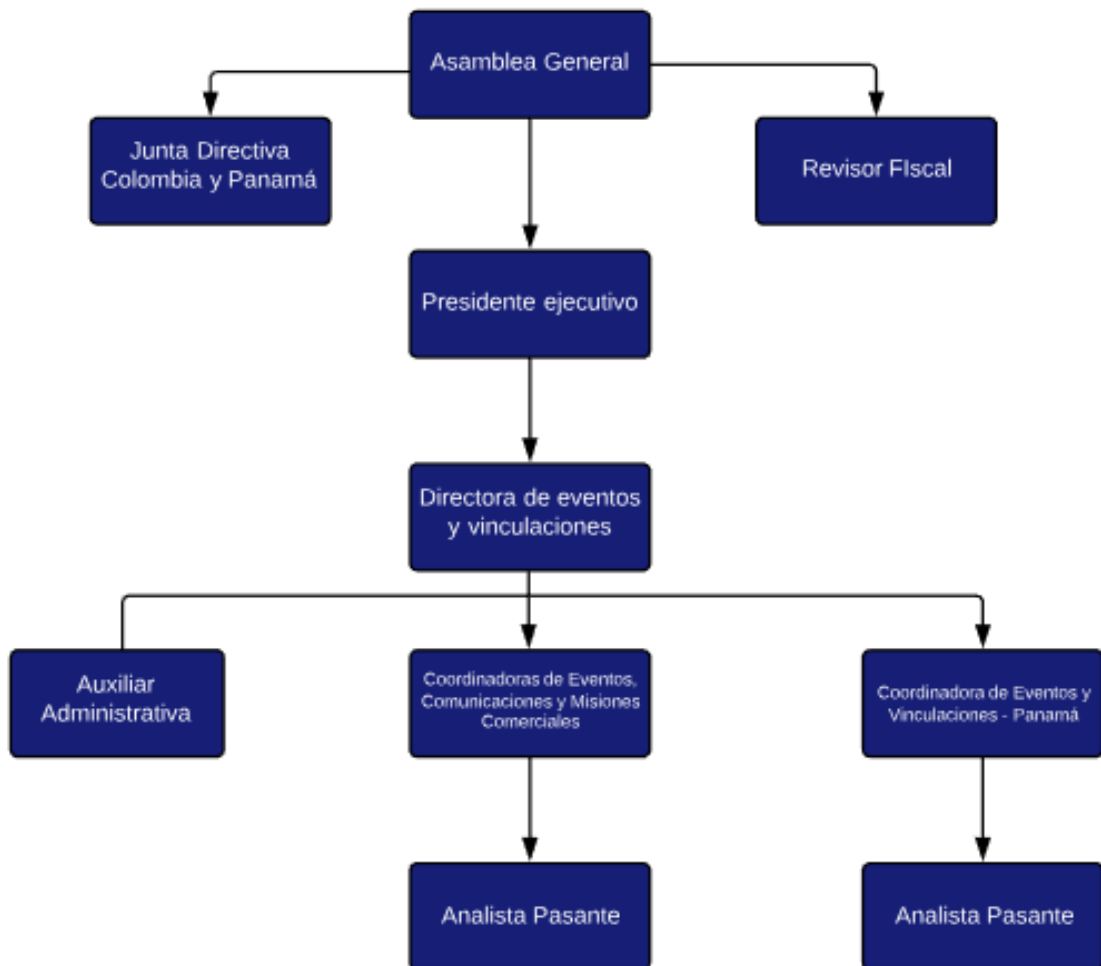 Asamblea General
Junta Directiva
Colombia y Panamá
Revisor FIscal
Presidente ejecutivo
Directora de eventos
y vinculaciones
Auxiliar
Administrativa
Coordinadoras de Eventos,
Comunicaciones y Misiones
Comerciales
Coordinadora de Eventos y
Vinculaciones - Panamá
Analista Pasante
Analista Pasante